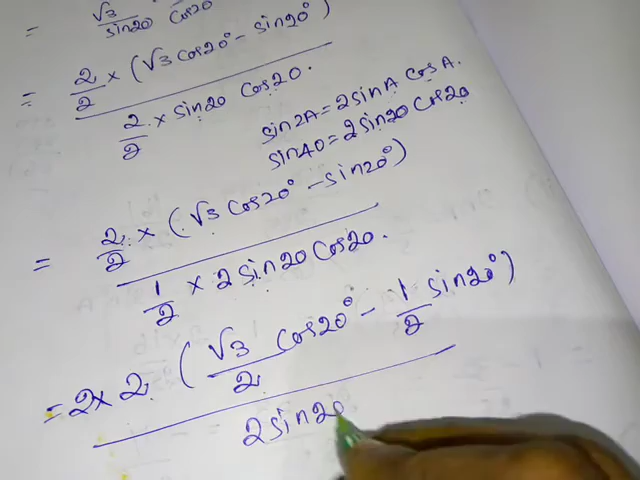 = √3/sin20 cos20
= 2/2 × (√3 cos20° - sin20°)
2/2 × sin20 cos20.
sin2A = 2sinA cosA.
sin40 = 2sin20 cos20
= 2/2 × (√3 cos20° - sin20°)
1/2 × 2sin20 cos20.
= 2×2 (√3/2 cos20° - 1/2 sin20°)
2sin20